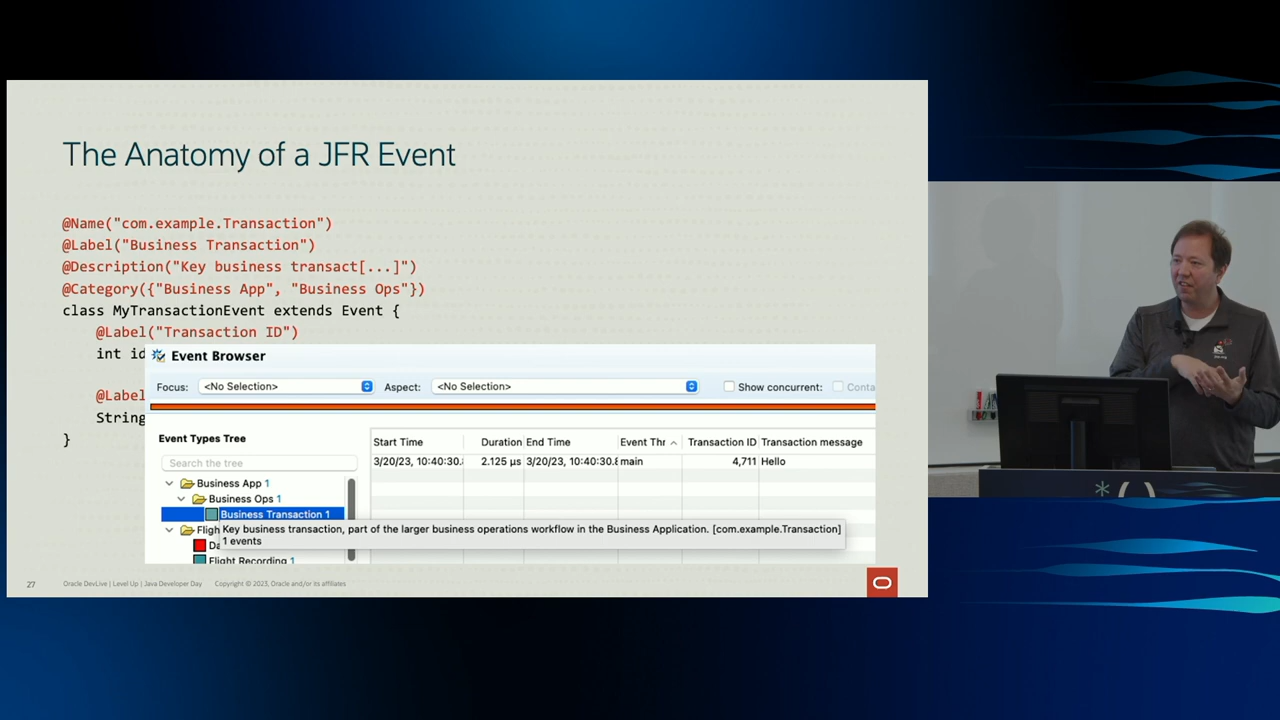 The Anatomy of a JFR Event
@Name("com.example.Transaction")
@Label("Business Transaction")
@Description("Key business transact[...]")
@Category({"Business App", "Business Ops"})
class MyTransactionEvent extends Event {
@Label("Transaction ID")
int id
@Label
String
}
Event Browser
Focus: <No Selection> Aspect: <No Selection> Show concurrent: Conta
Event Types Tree
Search the tree
Business App 1
Business Ops 1
Business Transaction 1
Fligh
Da
Flight Recording 1
Start Time Duration End Time Event Thr Transaction ID Transaction message
3/20/23, 10:40:30. 2.125 µs 3/20/23, 10:40:30. main 4,711 Hello
Key business transaction, part of the larger business operations workflow in the Business Application. [com.example.Transaction]
1 events
27 Oracle DevLive | Level Up | Java Developer Day Copyright © 2023, Oracle and/or its affiliates